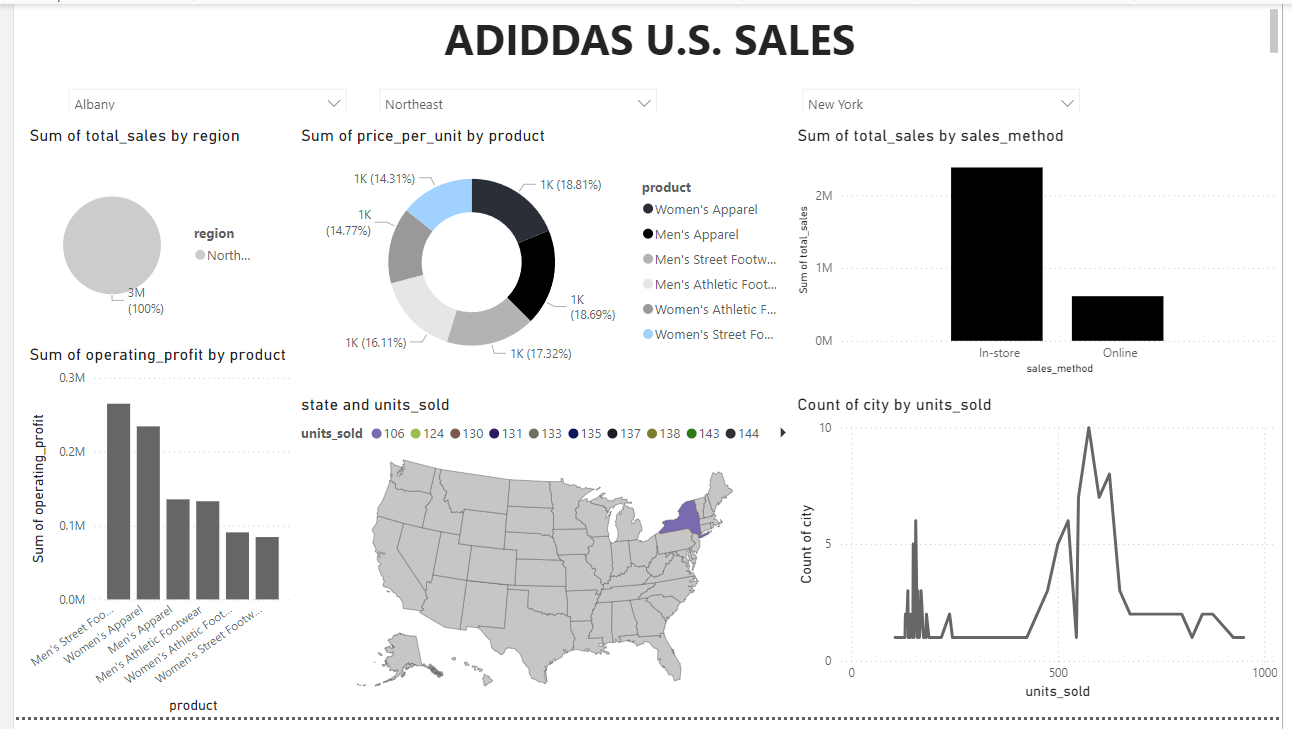 ADIDDAS U.S. SALES
Albany
Northeast
New York
Sum of total_sales by region
region
North...
3M
(100%)
Sum of price_per_unit by product
1K (14.31%)
1K (18.81%)
1K
(14.77%)
1K
(18.69%)
1K (16.11%)
1K (17.32%)
product
Women's Apparel
Men's Apparel
Men's Street Footw...
Men's Athletic Foot...
Women's Athletic F...
Women's Street Fo...
Sum of total_sales by sales_method
Sum of total_sales
2M
1M
0M
In-store
Online
sales_method
Sum of operating_profit by product
Sum of operating_profit
0.3M
0.2M
0.1M
0.0M
Men's Street Foo...
Women's Apparel
Men's Apparel
Men's Athletic Footwear
Women's Athletic Foot...
Women's Street Footw...
product
state and units_sold
units_sold 106 124 130 131 133 135 137 138 143 144
Count of city by units_sold
Count of city
10
5
0
0 500 1000
units_sold